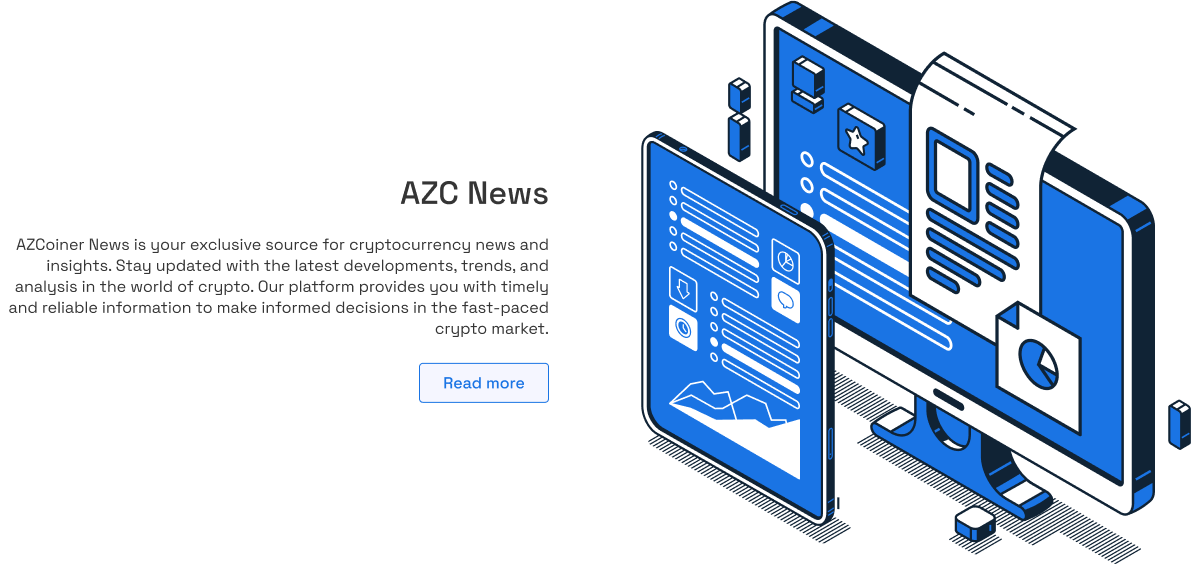 AZC News
AZCoiner News is your exclusive source for cryptocurrency news and
insights. Stay updated with the latest developments, trends, and
analysis in the world of crypto. Our platform provides you with timely
and reliable information to make informed decisions in the fast-paced
crypto market.
Read more